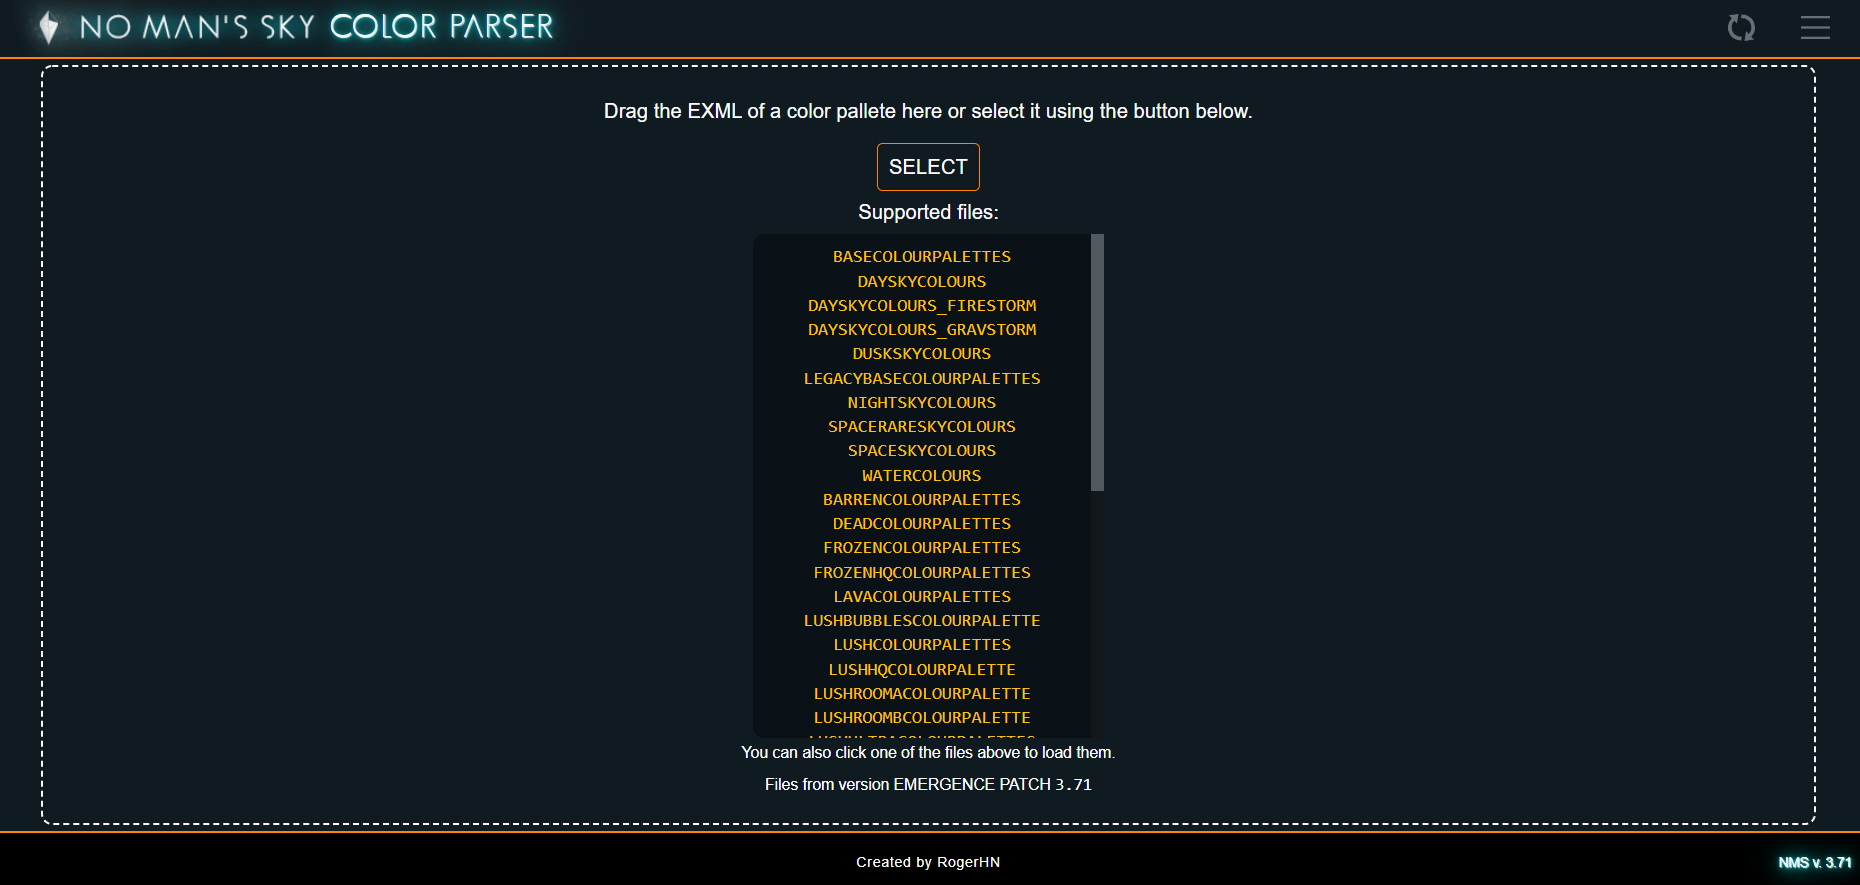 NO MAN'S SKY COLOR PARSER
Drag the EXML of a color pallete here or select it using the button below.
SELECT
Supported files:
BASECOLOURPALETTES
DAYSKYCOLOURS
DAYSKYCOLOURS_FIRESTORM
DAYSKYCOLOURS_GRAVSTORM
DUSKSKYCOLOURS
LEGACYBASECOLOURPALETTES
NIGHTSKYCOLOURS
SPACERARESKYCOLOURS
SPACESKYCOLOURS
WATERCOLOURS
BARRENCOLOURPALETTES
DEADCOLOURPALETTES
FROZENCOLOURPALETTES
FROZENHQCOLOURPALETTES
LAVACOLOURPALETTES
LUSHBUBBLESCOLOURPALETTE
LUSHCOLOURPALETTES
LUSHHQCOLOURPALETTE
LUSHROOMACOLOURPALETTE
LUSHROOMBCOLOURPALETTE
You can also click one of the files above to load them.
Files from version EMERGENCE PATCH 3.71
Created by RogerHN
NMS v. 3.71